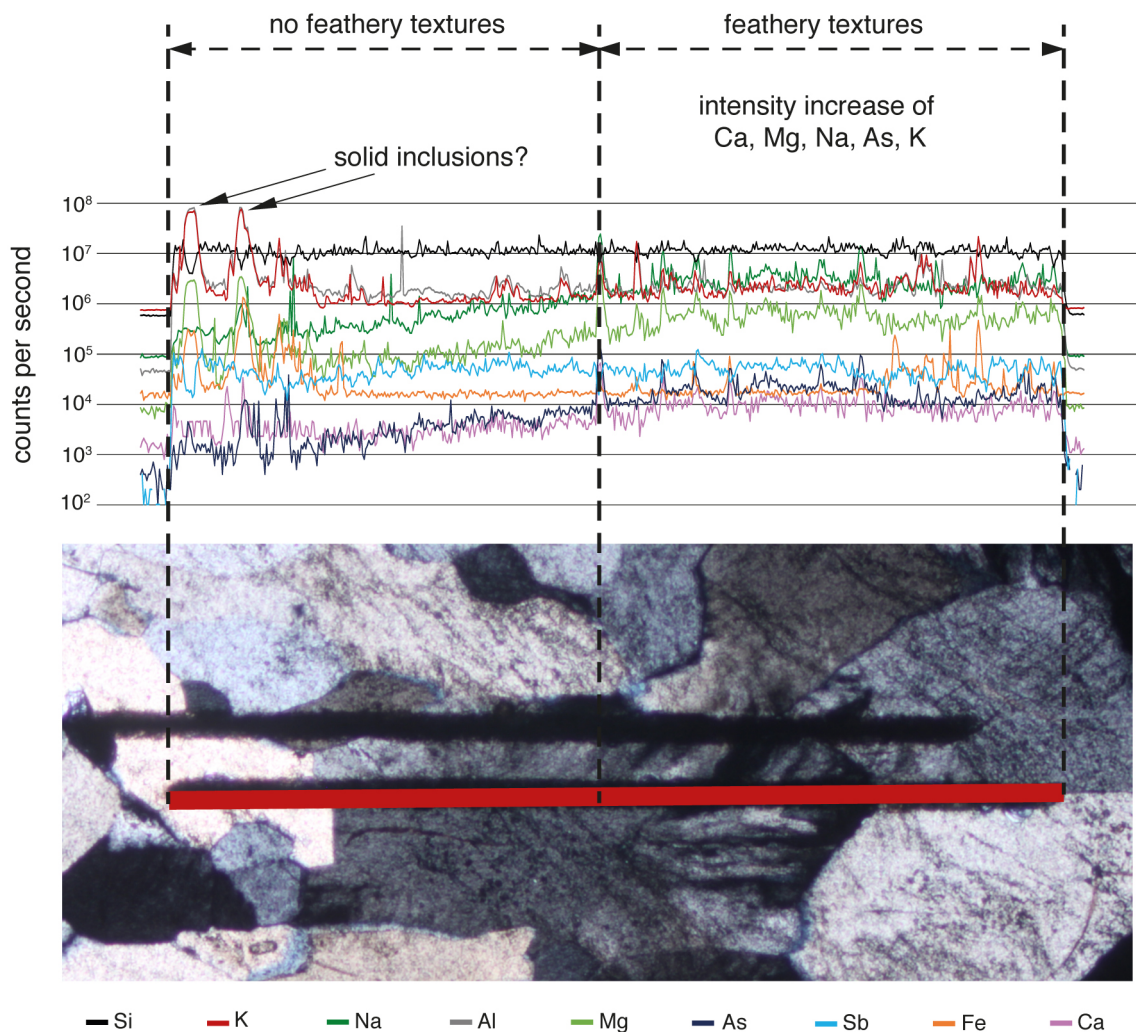 no feathery textures
feathery textures
intensity increase of
Ca, Mg, Na, As, K
solid inclusions?
counts per second
10⁸
10⁷
10⁶
10⁵
10⁴
10³
10²
Si K Na Al Mg As Sb Fe Ca